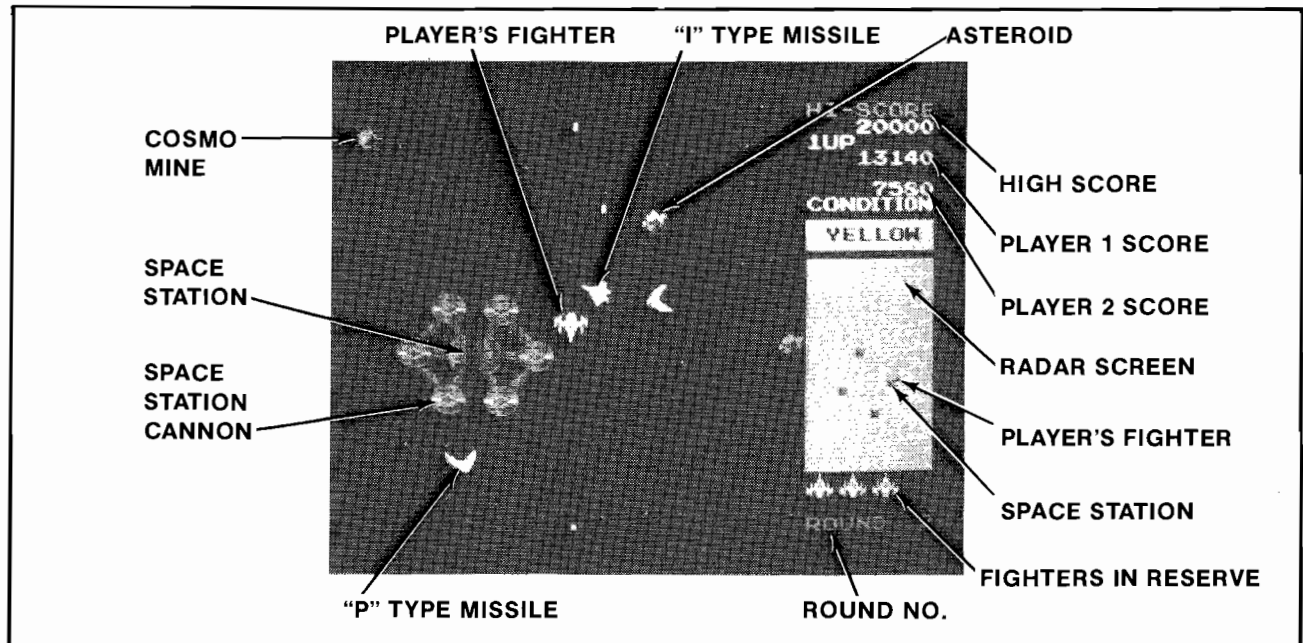 PLAYER'S FIGHTER
"I" TYPE MISSILE
ASTEROID
COSMO
MINE
SPACE
STATION
SPACE
STATION
CANNON
"P" TYPE MISSILE
HI-SCORE
20000
1UP
13140
7580
CONDITION
YELLOW
ROUND
HIGH SCORE
PLAYER 1 SCORE
PLAYER 2 SCORE
RADAR SCREEN
PLAYER'S FIGHTER
SPACE STATION
FIGHTERS IN RESERVE
ROUND NO.